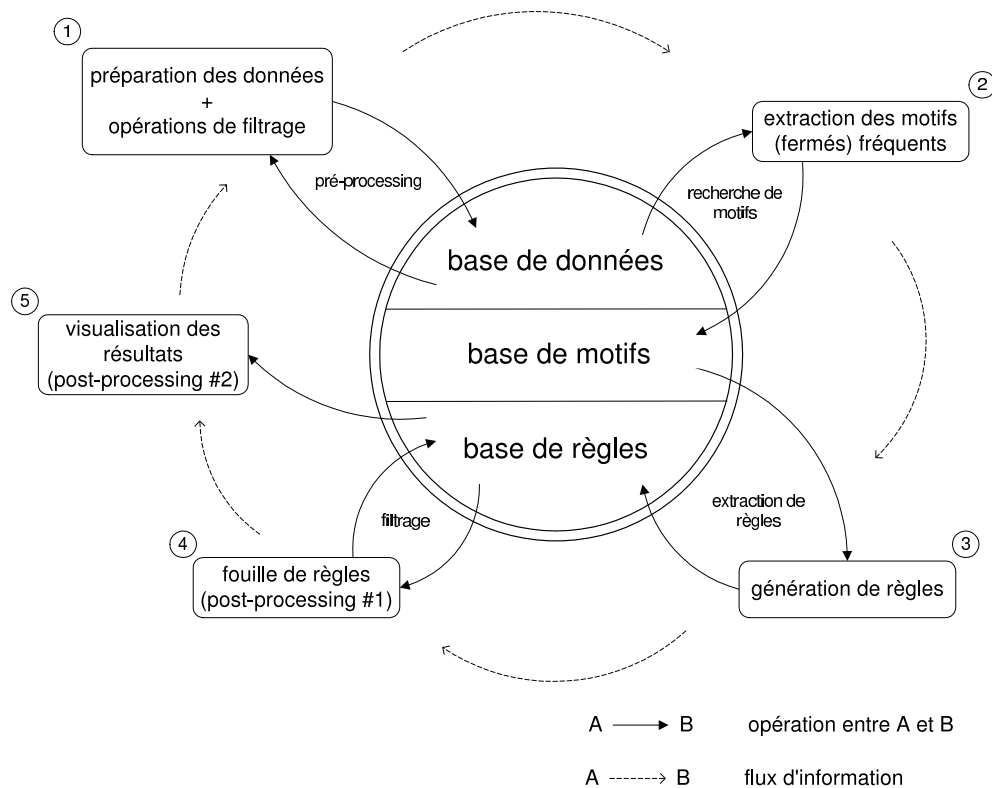 1
préparation des données
+
opérations de filtrage
2
extraction des motifs
(fermés) fréquents
pré-processing
recherche de
motifs
base de données
5
visualisation des
résultats
(post-processing #2)
base de motifs
base de règles
filtrage
extraction de
règles
4
fouille de règles
(post-processing #1)
3
génération de règles
A B opération entre A et B
A B flux d'information